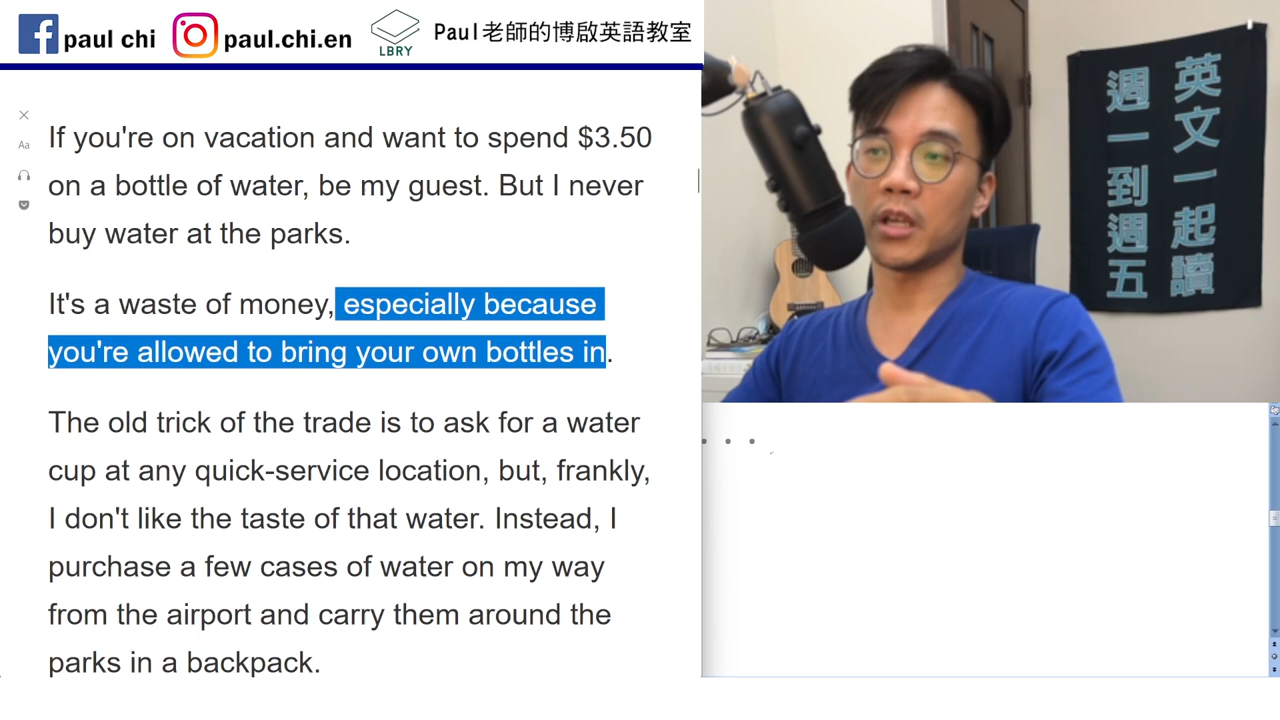 paul chi
paul.chi.en
LBRY
Paul老師的博啟英語教室
Aa
If you're on vacation and want to spend $3.50
on a bottle of water, be my guest. But I never
buy water at the parks.
It's a waste of money, especially because
you're allowed to bring your own bottles in.
The old trick of the trade is to ask for a water
cup at any quick-service location, but, frankly,
I don't like the taste of that water. Instead, I
purchase a few cases of water on my way
from the airport and carry them around the
parks in a backpack.
英文一起讀
週一到週五